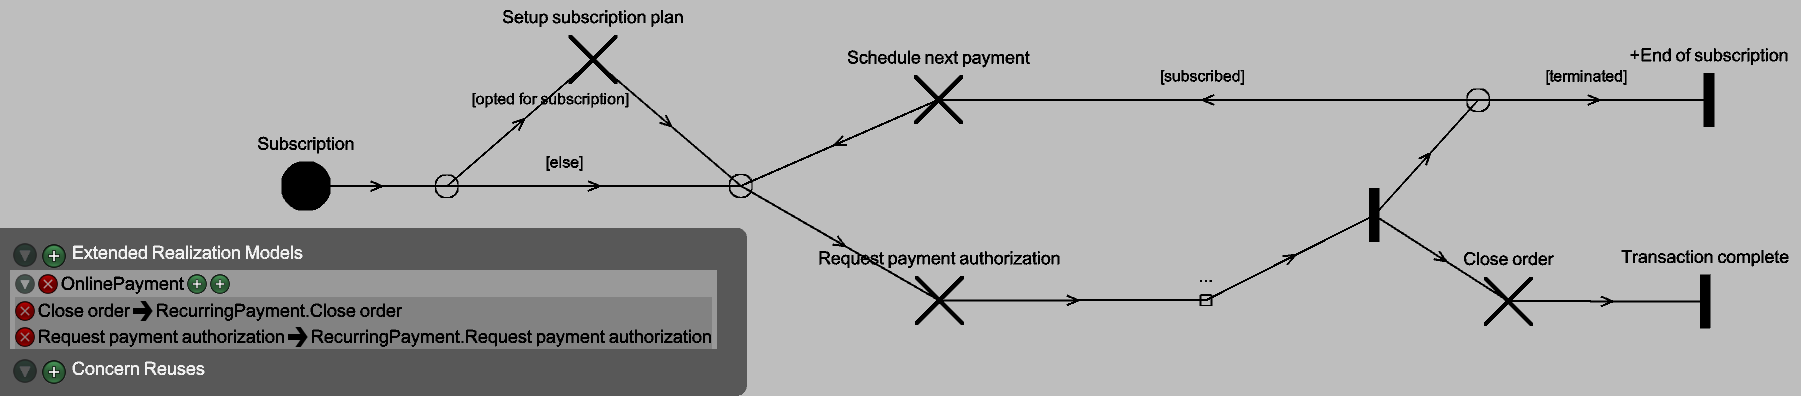 Setup subscription plan
Schedule next payment
+End of subscription
[subscribed]
[terminated]
[opted for subscription]
Subscription
[else]
Request payment authorization
...
Close order
Transaction complete
Extended Realization Models
OnlinePayment
Close order➔RecurringPayment.Close order
Request payment authorization➔RecurringPayment.Request payment authorization
Concern Reuses